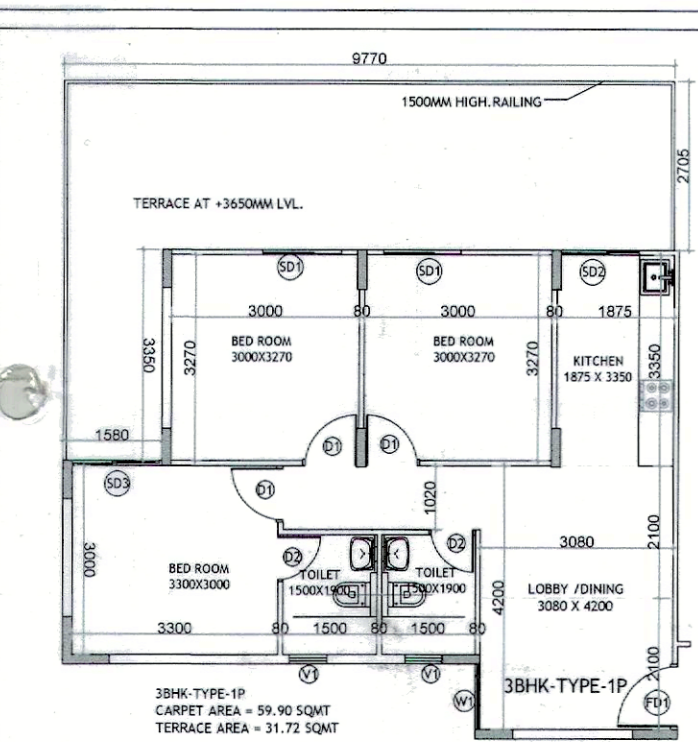 9770
1500MM HIGH.RAILING
2705
TERRACE AT +3650MM LVL.
SD1
SD1
SD2
3000
80
3000
80
1875
3350
3270
BED ROOM
3000X3270
BED ROOM
3000X3270
3270
KITCHEN
1875 X 3350
3350
1580
D1
D1
SD3
D1
1020
2100
3000
BED ROOM
3300X3000
D2
TOILET
1500X1900
TOILET
1500X1900
D2
3080
4200
LOBBY /DINING
3080 X 4200
3300
80
1500
80
1500
80
2100
V1
V1
W1
3BHK-TYPE-1P
FD1
3BHK-TYPE-1P
CARPET AREA = 59.90 SQMT
TERRACE AREA = 31.72 SQMT